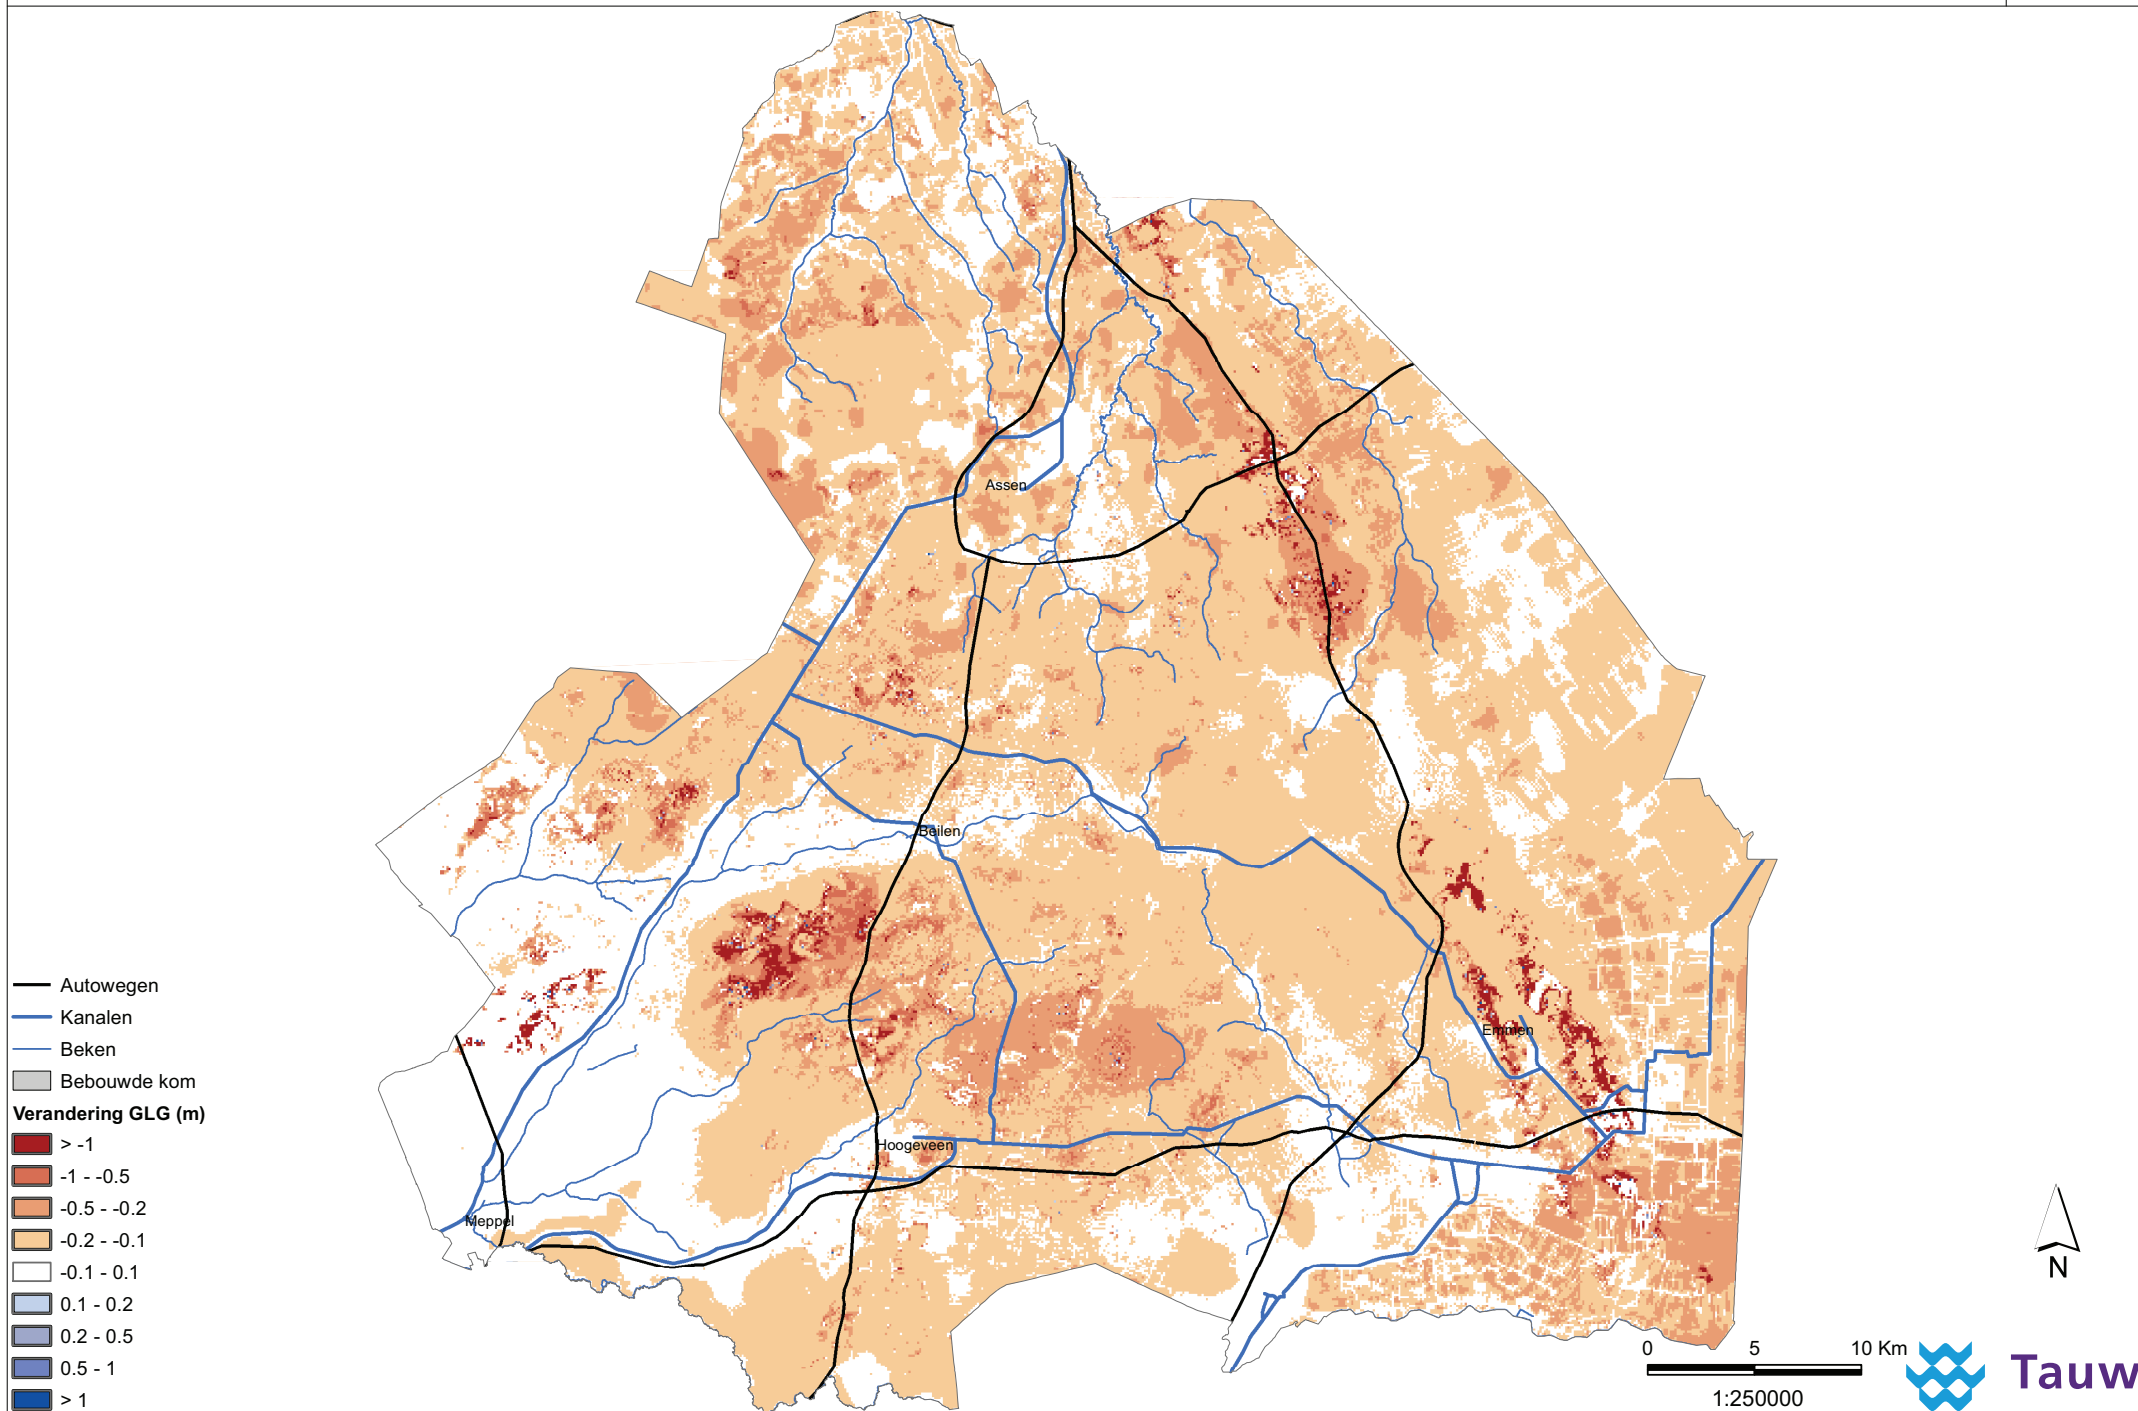 Assen
Beilen
Emmen
Hoogeveen
Meppel
Autowegen
Kanalen
Beken
Bebouwde kom
Verandering GLG (m)
> -1
-1 - -0.5
-0.5 - -0.2
-0.2 - -0.1
-0.1 - 0.1
0.1 - 0.2
0.2 - 0.5
0.5 - 1
> 1
N
0 5 10 Km
1:250000
Tauw